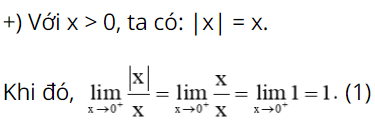 +) Với x > 0, ta có: |x| = x.
Khi đó, lim_{x→0⁺} |x|/x = lim_{x→0⁺} x/x = lim_{x→0⁺} 1 = 1. (1)